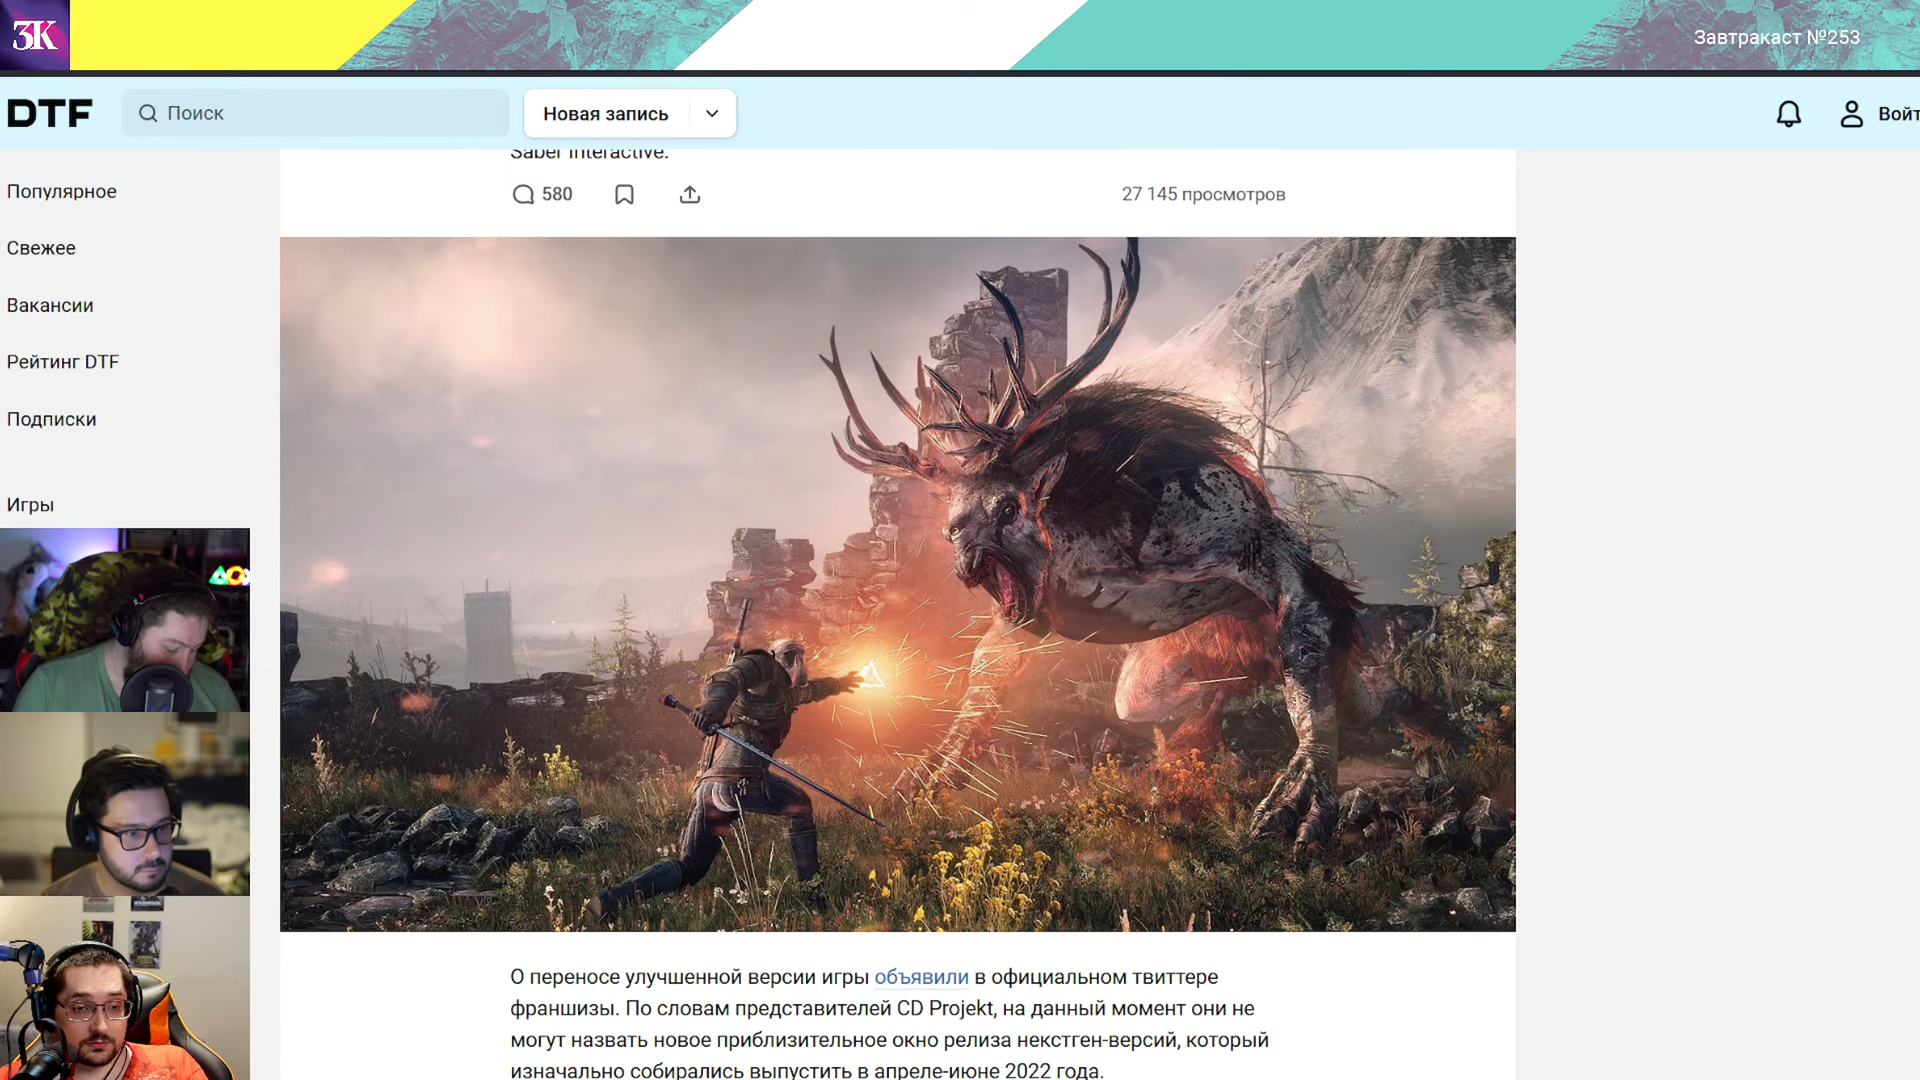 3K
Завтракаст №253
DTF
Поиск
Новая запись
Войт
Популярное
Свежее
Вакансии
Рейтинг DTF
Подписки
Игры
Saber Interactive.
580
27 145 просмотров
О переносе улучшенной версии игры объявили в официальном твиттере
франшизы. По словам представителей CD Projekt, на данный момент они не
могут назвать новое приблизительное окно релиза некстген-версий, который
изначально собирались выпустить в апреле-июне 2022 года.